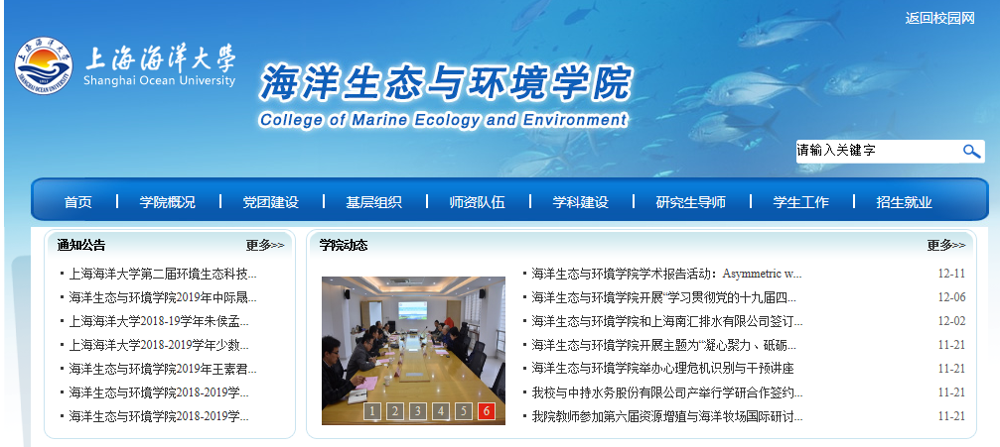 返回校园网
上海海洋大學
Shanghai Ocean University
海洋生态与环境学院
College of Marine Ecology and Environment
请输入关键字
首页 学院概况 党团建设 基层组织 师资队伍 学科建设 研究生导师 学生工作 招生就业
通知公告 更多>>
上海海洋大学第二届环境生态科技...
海洋生态与环境学院2019年中际晟...
上海海洋大学2018-19学年朱侯孟...
上海海洋大学2018-2019学年少数...
海洋生态与环境学院2019年王素君...
海洋生态与环境学院2018-2019学...
海洋生态与环境学院2018-2019学...
学院动态 更多>>
1 2 3 4 5 6
海洋生态与环境学院学术报告活动：Asymmetric w... 12-11
海洋生态与环境学院开展“学习贯彻党的十九届四... 12-06
海洋生态与环境学院和上海南汇排水有限公司签订... 12-02
海洋生态与环境学院开展主题为“凝心聚力、砥砺... 11-21
海洋生态与环境学院举办心理危机识别与干预讲座 11-21
我校与中持水务股份有限公司产举行学研合作签约... 11-21
我院教师参加第六届资源增殖与海洋牧场国际研讨... 11-21